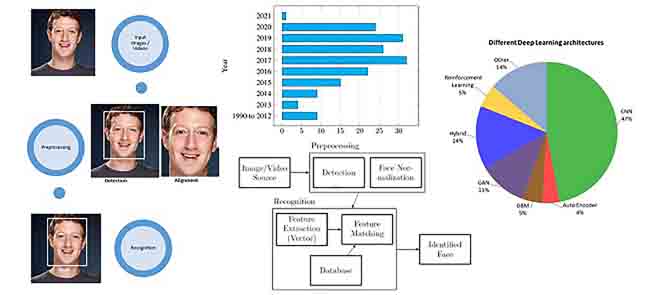 Input
Images /
Videos
Preprocessing
Detection
Alignment
Recognition
Year
2021
2020
2019
2018
2017
2016
2015
2014
2013
1990 to 2012
0
5
10
15
20
25
30
Preprocessing
Image/Video
Source
Detection
Face Nor-
malization
Recognition
Feature
Extraction
(Vector)
Feature
Matching
Database
Identified
Face
Different Deep Learning architectures
Other
14%
Reinforcement
Learning
5%
Hybrid
14%
GAN
11%
DBM /
5%
Auto Encoder
4%
CNN
47%